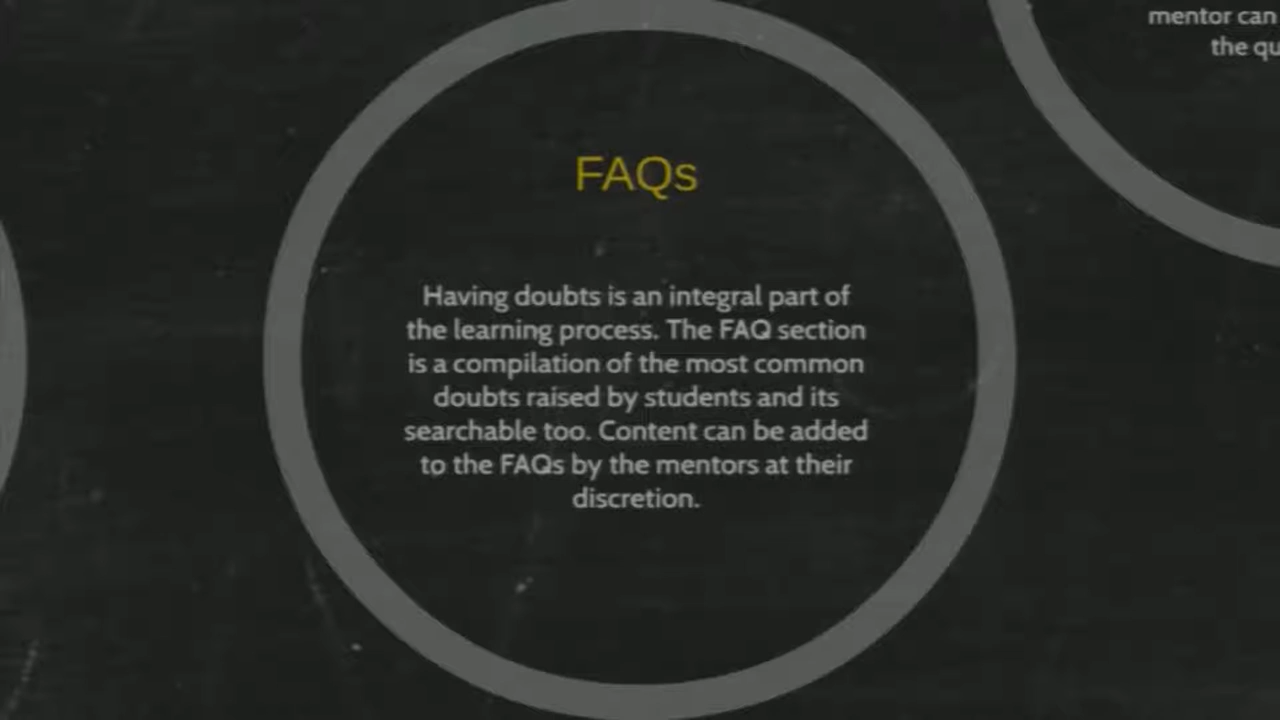 mentor can
the qu
FAQs
Having doubts is an integral part of
the learning process. The FAQ section
is a compilation of the most common
doubts raised by students and its
searchable too. Content can be added
to the FAQs by the mentors at their
discretion.